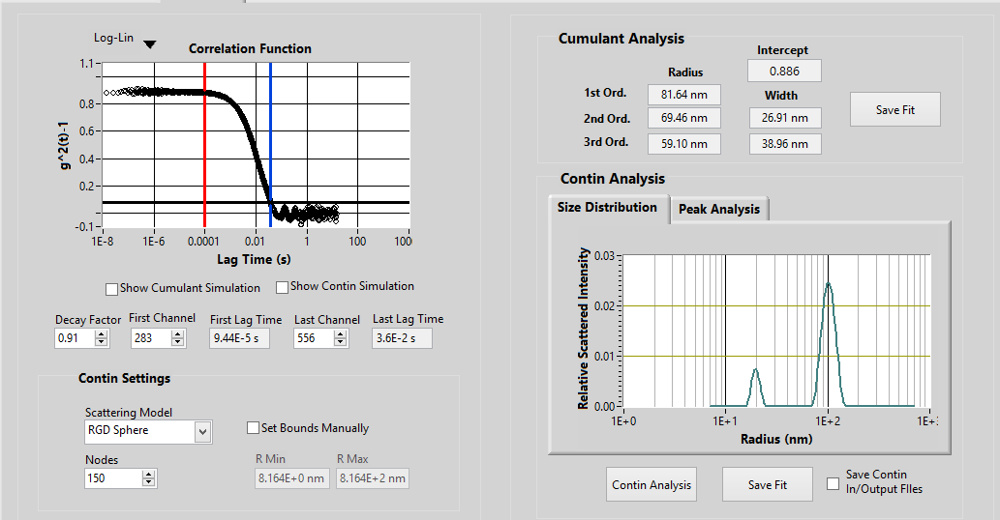 Log-Lin
Correlation Function
1.1
0.8
0.6
0.4
0.2
-0.1
g^2(t)-1
1E-8 1E-6 0.0001 0.01 1 100 100
Lag Time (s)
Show Cumulant Simulation Show Contin Simulation
Decay Factor First Channel First Lag Time Last Channel Last Lag Time
0.91 283 9.44E-5 s 556 3.6E-2 s
Contin Settings
Scattering Model
RGD Sphere
Set Bounds Manually
Nodes R Min R Max
150 8.164E+0 nm 8.164E+2 nm
Cumulant Analysis
Intercept
Radius 0.886
1st Ord. 81.64 nm Width
2nd Ord. 69.46 nm 26.91 nm
3rd Ord. 59.10 nm 38.96 nm
Save Fit
Contin Analysis
Size Distribution Peak Analysis
0.03
0.02
0.01
0.00
Relative Scattered Intensity
1E+0 1E+1 1E+2 1E+
Radius (nm)
Contin Analysis Save Fit Save Contin
In/Output FIles